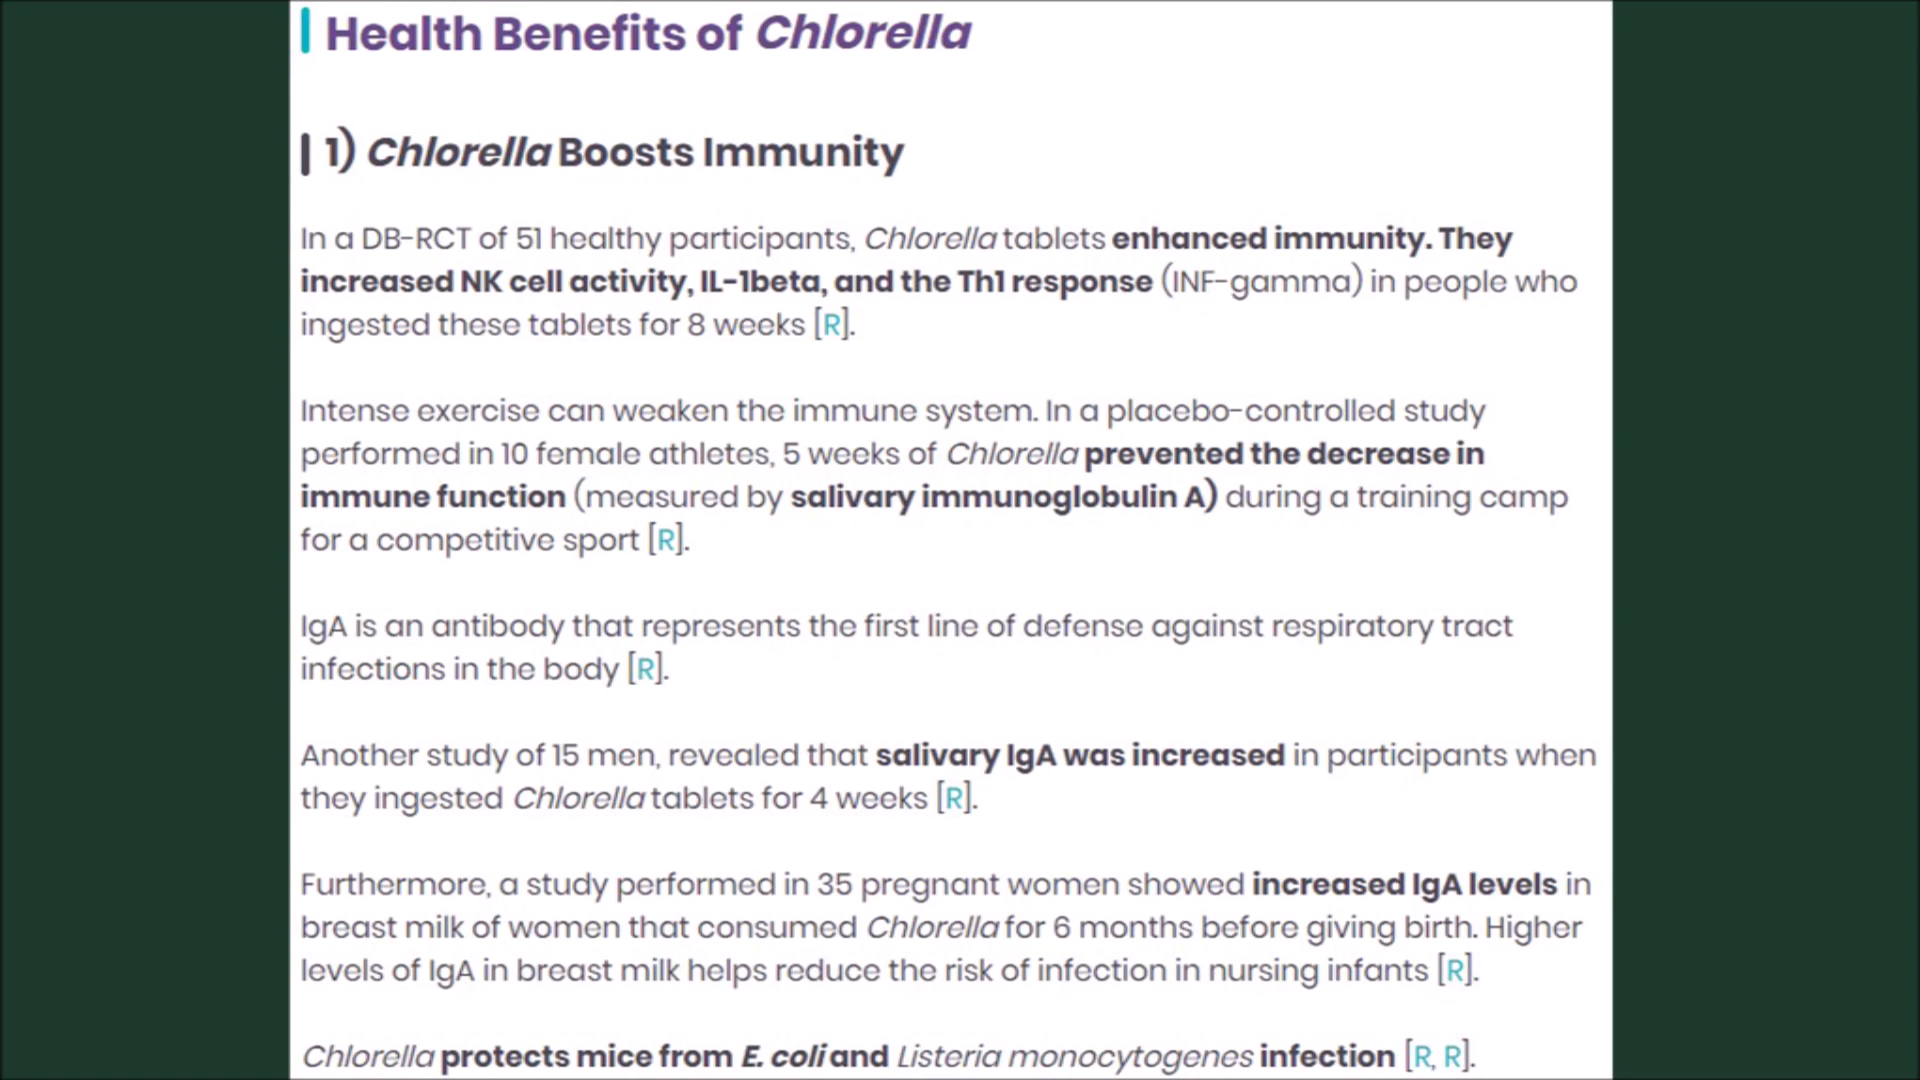 Health Benefits of Chlorella
1) Chlorella Boosts Immunity
In a DB-RCT of 51 healthy participants, Chlorella tablets enhanced immunity. They
increased NK cell activity, IL-1beta, and the Th1 response (INF-gamma) in people who
ingested these tablets for 8 weeks [R].
Intense exercise can weaken the immune system. In a placebo-controlled study
performed in 10 female athletes, 5 weeks of Chlorella prevented the decrease in
immune function (measured by salivary immunoglobulin A) during a training camp
for a competitive sport [R].
IgA is an antibody that represents the first line of defense against respiratory tract
infections in the body [R].
Another study of 15 men, revealed that salivary IgA was increased in participants when
they ingested Chlorella tablets for 4 weeks [R].
Furthermore, a study performed in 35 pregnant women showed increased IgA levels in
breast milk of women that consumed Chlorella for 6 months before giving birth. Higher
levels of IgA in breast milk helps reduce the risk of infection in nursing infants [R].
Chlorella protects mice from E. coli and Listeria monocytogenes infection [R, R].